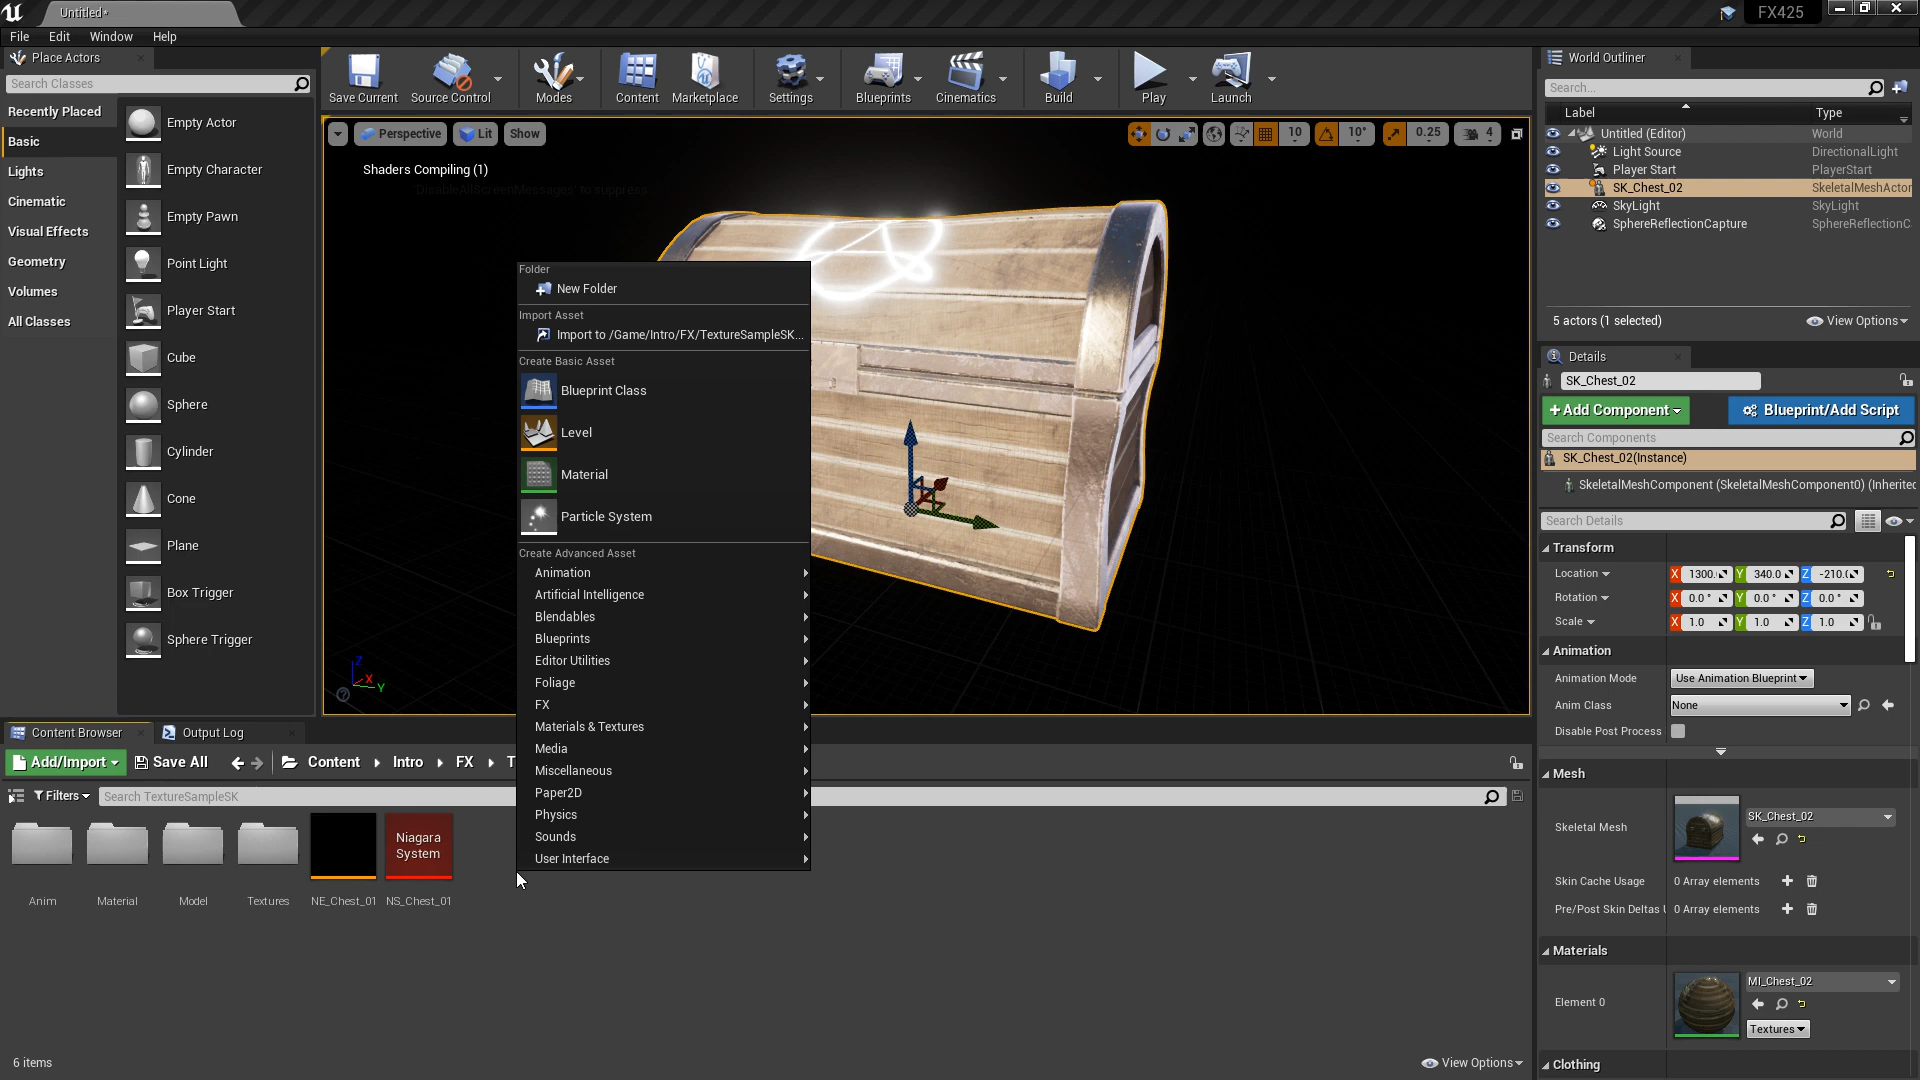 Untitled*
FX425
File Edit Window Help
Place Actors
Search Classes
Recently Placed
Basic
Lights
Cinematic
Visual Effects
Geometry
Volumes
All Classes
Empty Actor
Empty Character
Empty Pawn
Point Light
Player Start
Cube
Sphere
Cylinder
Cone
Plane
Box Trigger
Sphere Trigger
Save Current Source Control Modes Content Marketplace Settings Blueprints Cinematics Build Play Launch
Perspective Lit Show
10 10° 0.25 4
Shaders Compiling (1)
'DisableAllScreenMessages' to suppress
Z
X
Y
Folder
New Folder
Import Asset
Import to /Game/Intro/FX/TextureSampleSK...
Create Basic Asset
Blueprint Class
Level
Material
Particle System
Create Advanced Asset
Animation
Artificial Intelligence
Blendables
Blueprints
Editor Utilities
Foliage
FX
Materials & Textures
Media
Miscellaneous
Paper2D
Physics
Sounds
User Interface
World Outliner
Search...
Label Type
Untitled (Editor) World
Light Source DirectionalLight
Player Start PlayerStart
SK_Chest_02 SkeletalMeshActor
SkyLight SkyLight
SphereReflectionCapture SphereReflectionC
5 actors (1 selected) View Options
Details
SK_Chest_02
+Add Component Blueprint/Add Script
Search Components
SK_Chest_02(Instance)
SkeletalMeshComponent (SkeletalMeshComponent0) (Inherited
Search Details
Transform
Location X 1300. Y 340.0 Z -210.(
Rotation X 0.0 ° Y 0.0 ° Z 0.0 °
Scale X 1.0 Y 1.0 Z 1.0
Animation
Animation Mode Use Animation Blueprint
Anim Class None
Disable Post Process
Mesh
Skeletal Mesh SK_Chest_02
Skin Cache Usage 0 Array elements
Pre/Post Skin Deltas U 0 Array elements
Materials
Element 0 MI_Chest_02
Textures
Clothing
Content Browser Output Log
Add/Import Save All Content Intro FX T
Filters Search TextureSampleSK
Niagara
System
Anim Material Model Textures NE_Chest_01 NS_Chest_01
6 items View Options